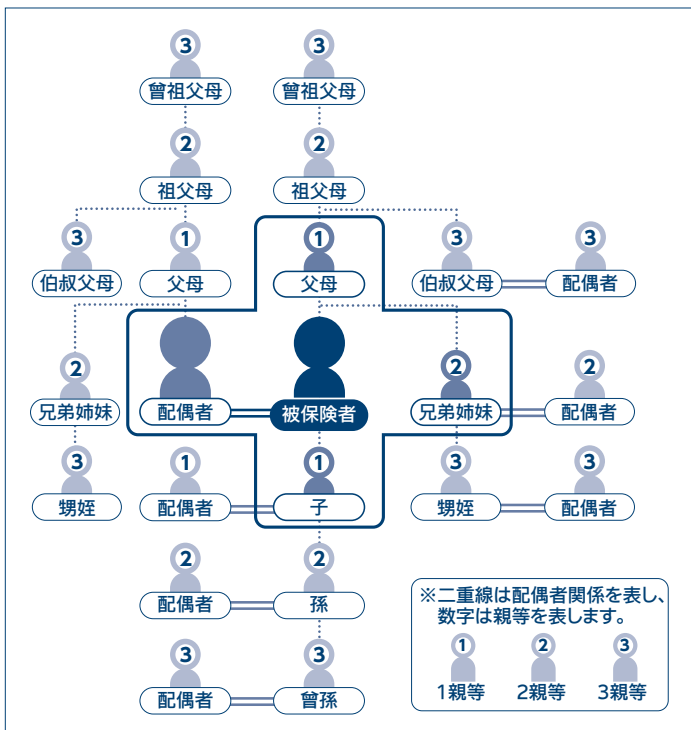 3 3
曾祖父母 曾祖父母
2 2
祖父母 祖父母
3 1 1 3 3
伯叔父母 父母 父母 伯叔父母 配偶者
2 2 2
兄弟姉妹 配偶者 被保険者 兄弟姉妹 配偶者
3 1 1 3 3
甥姪 配偶者 子 甥姪 配偶者
2 2
配偶者 孫
3 3
配偶者 曾孫
※二重線は配偶者関係を表し、
数字は親等を表します。
1 2 3
1親等 2親等 3親等